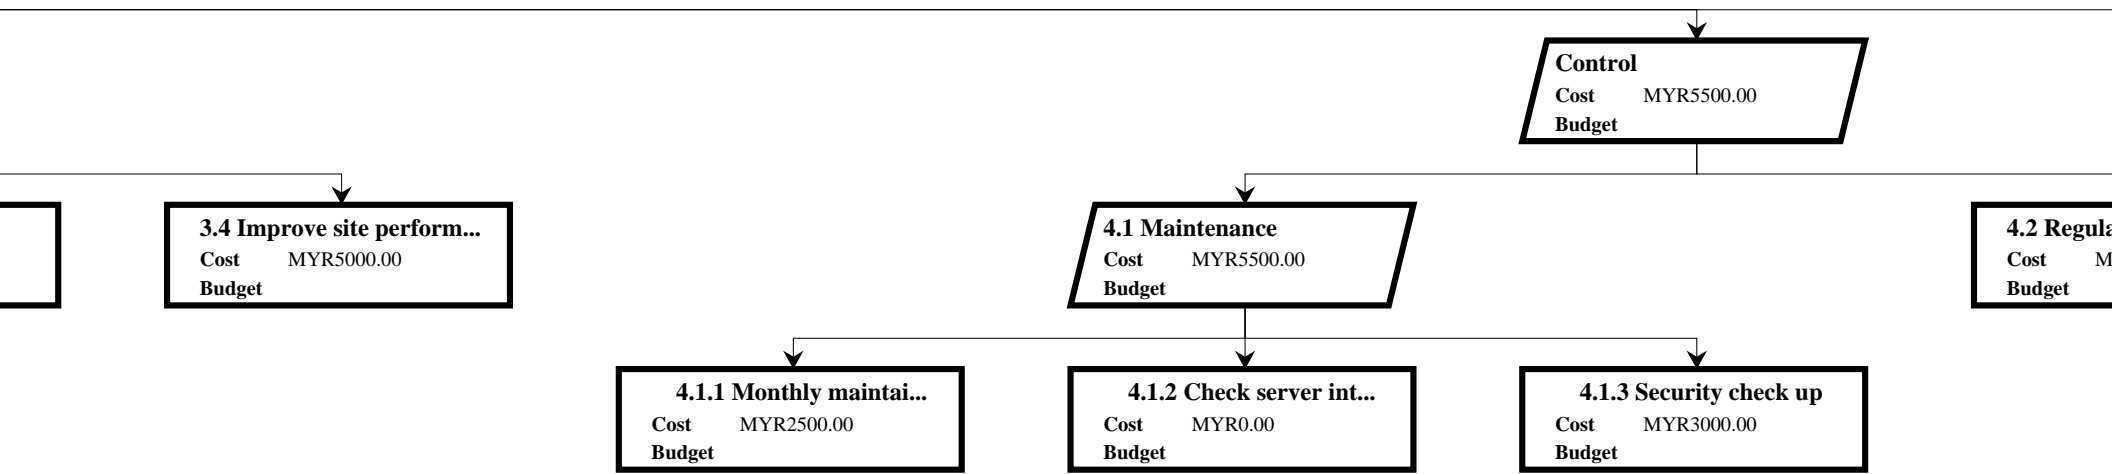 Control
Cost MYR5500.00
Budget
3.4 Improve site perform...
Cost MYR5000.00
Budget
4.1 Maintenance
Cost MYR5500.00
Budget
4.2 Regula
Cost M
Budget
4.1.1 Monthly maintai...
Cost MYR2500.00
Budget
4.1.2 Check server int...
Cost MYR0.00
Budget
4.1.3 Security check up
Cost MYR3000.00
Budget